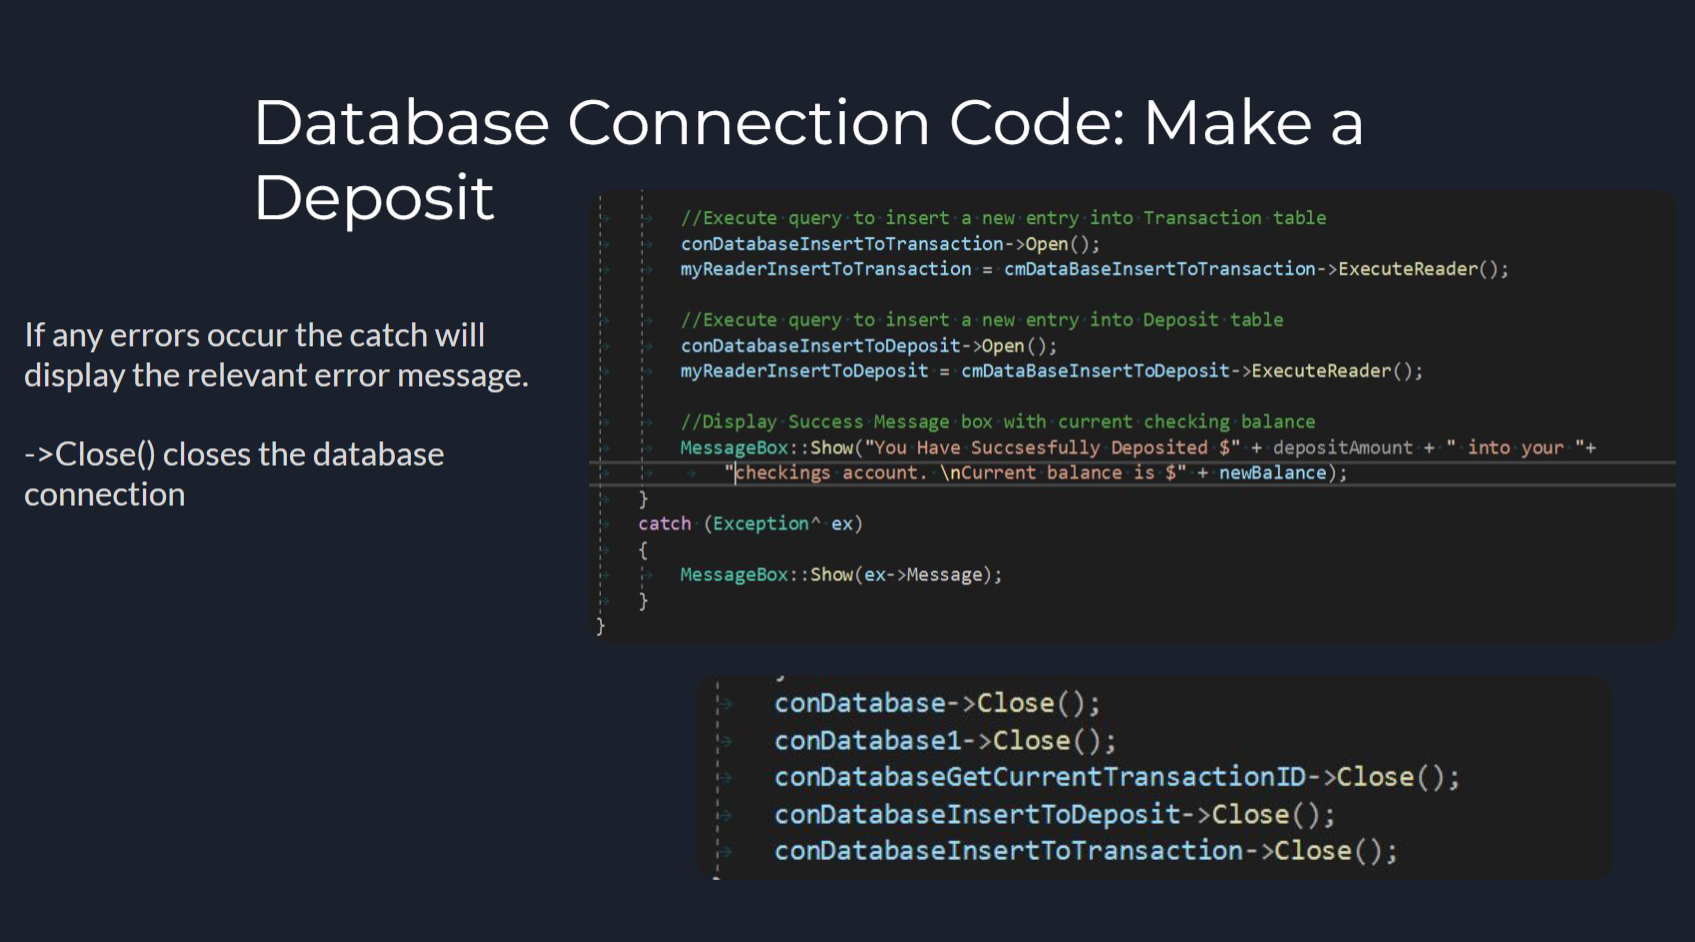 Database Connection Code: Make a
Deposit
If any errors occur the catch will
display the relevant error message.
->Close() closes the database
connection
//Execute query to insert a new entry into Transaction table
conDatabaseInsertToTransaction->Open();
myReaderInsertToTransaction = cmDataBaseInsertToTransaction->ExecuteReader();
//Execute query to insert a new entry into Deposit table
conDatabaseInsertToDeposit->Open();
myReaderInsertToDeposit = cmDataBaseInsertToDeposit->ExecuteReader();
//Display Success Message box with current checking balance
MessageBox::Show("You Have Succsesfully Deposited $" + depositAmount + " into your "+
"checkings account. \nCurrent balance is $" + newBalance);
}
catch (Exception^ ex)
{
MessageBox::Show(ex->Message);
}
}
conDatabase->Close();
conDatabase1->Close();
conDatabaseGetCurrentTransactionID->Close();
conDatabaseInsertToDeposit->Close();
conDatabaseInsertToTransaction->Close();